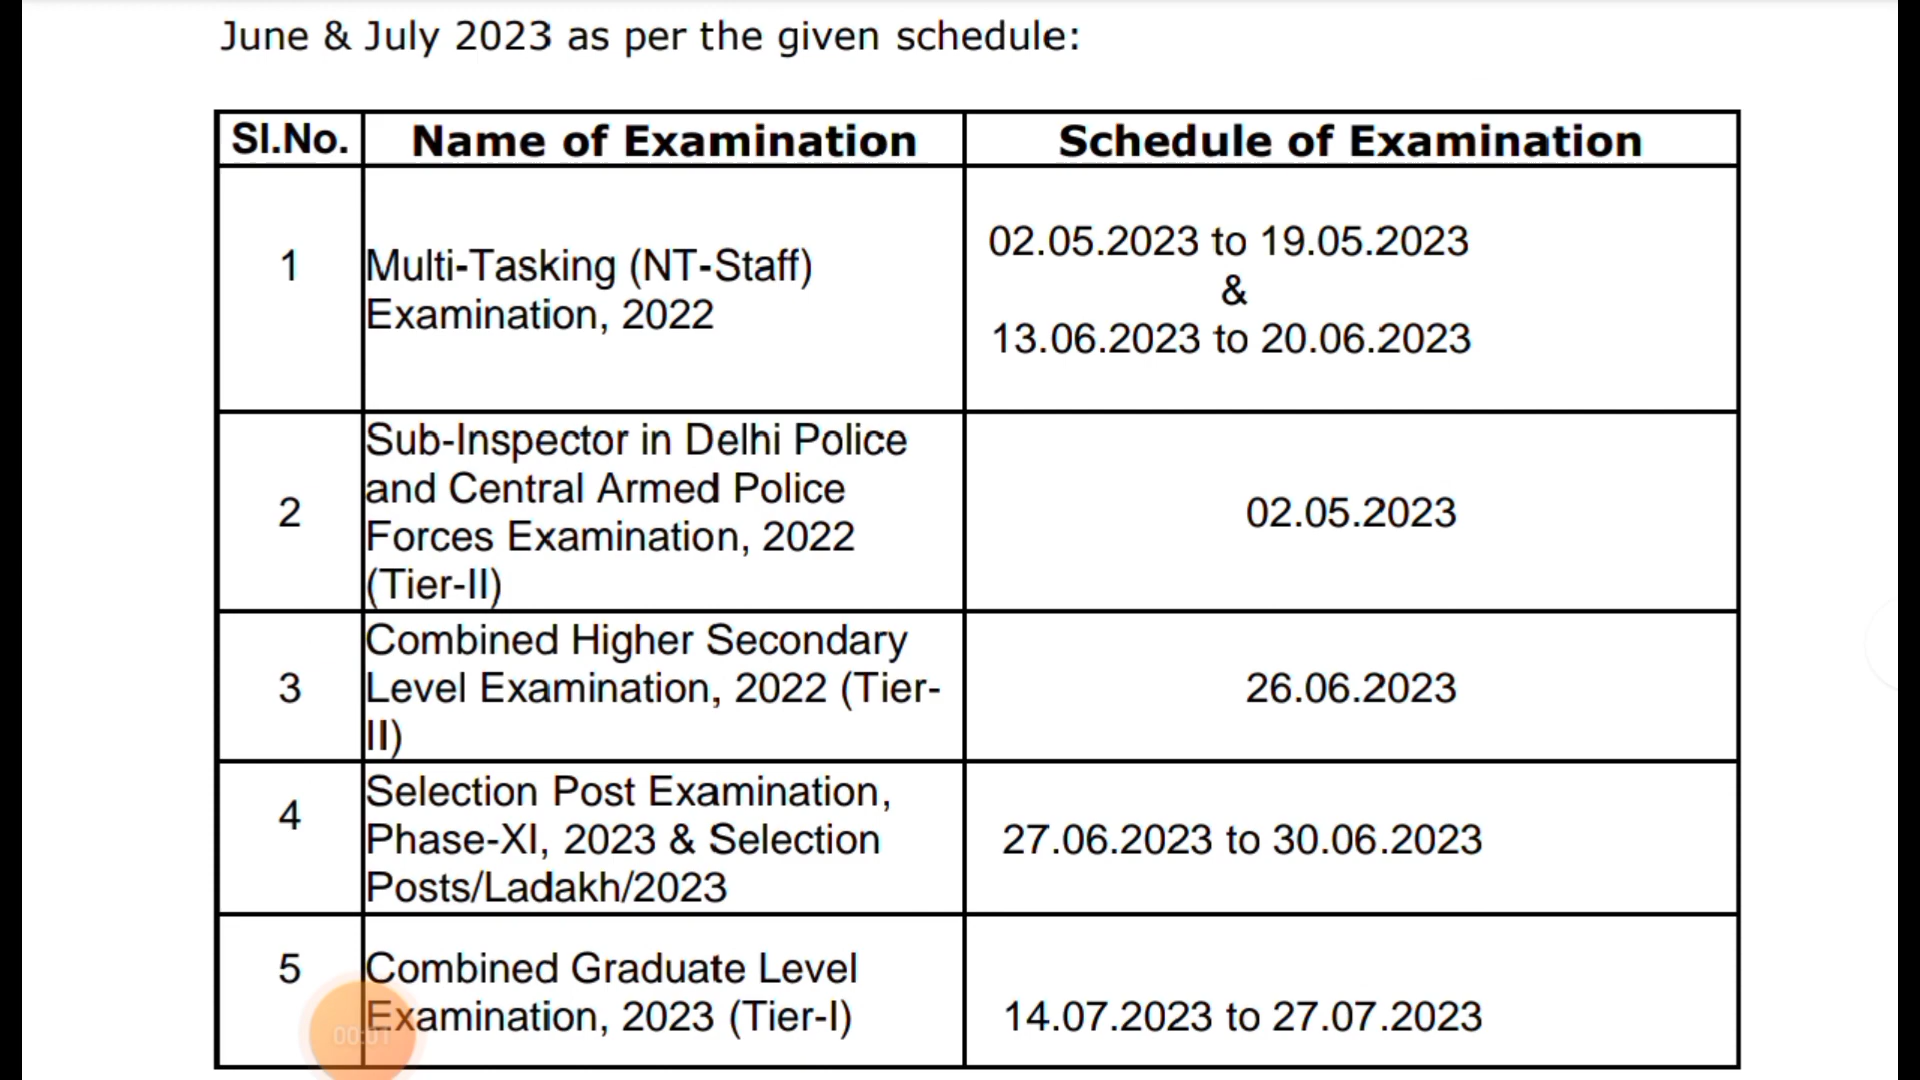 June & July 2023 as per the given schedule:
Sl.No. Name of Examination Schedule of Examination
1 Multi-Tasking (NT-Staff)
Examination, 2022
02.05.2023 to 19.05.2023
&
13.06.2023 to 20.06.2023
2 Sub-Inspector in Delhi Police
and Central Armed Police
Forces Examination, 2022
(Tier-II)
02.05.2023
3 Combined Higher Secondary
Level Examination, 2022 (Tier-
II)
26.06.2023
4 Selection Post Examination,
Phase-XI, 2023 & Selection
Posts/Ladakh/2023
27.06.2023 to 30.06.2023
5 Combined Graduate Level
Examination, 2023 (Tier-I)
14.07.2023 to 27.07.2023
00:01